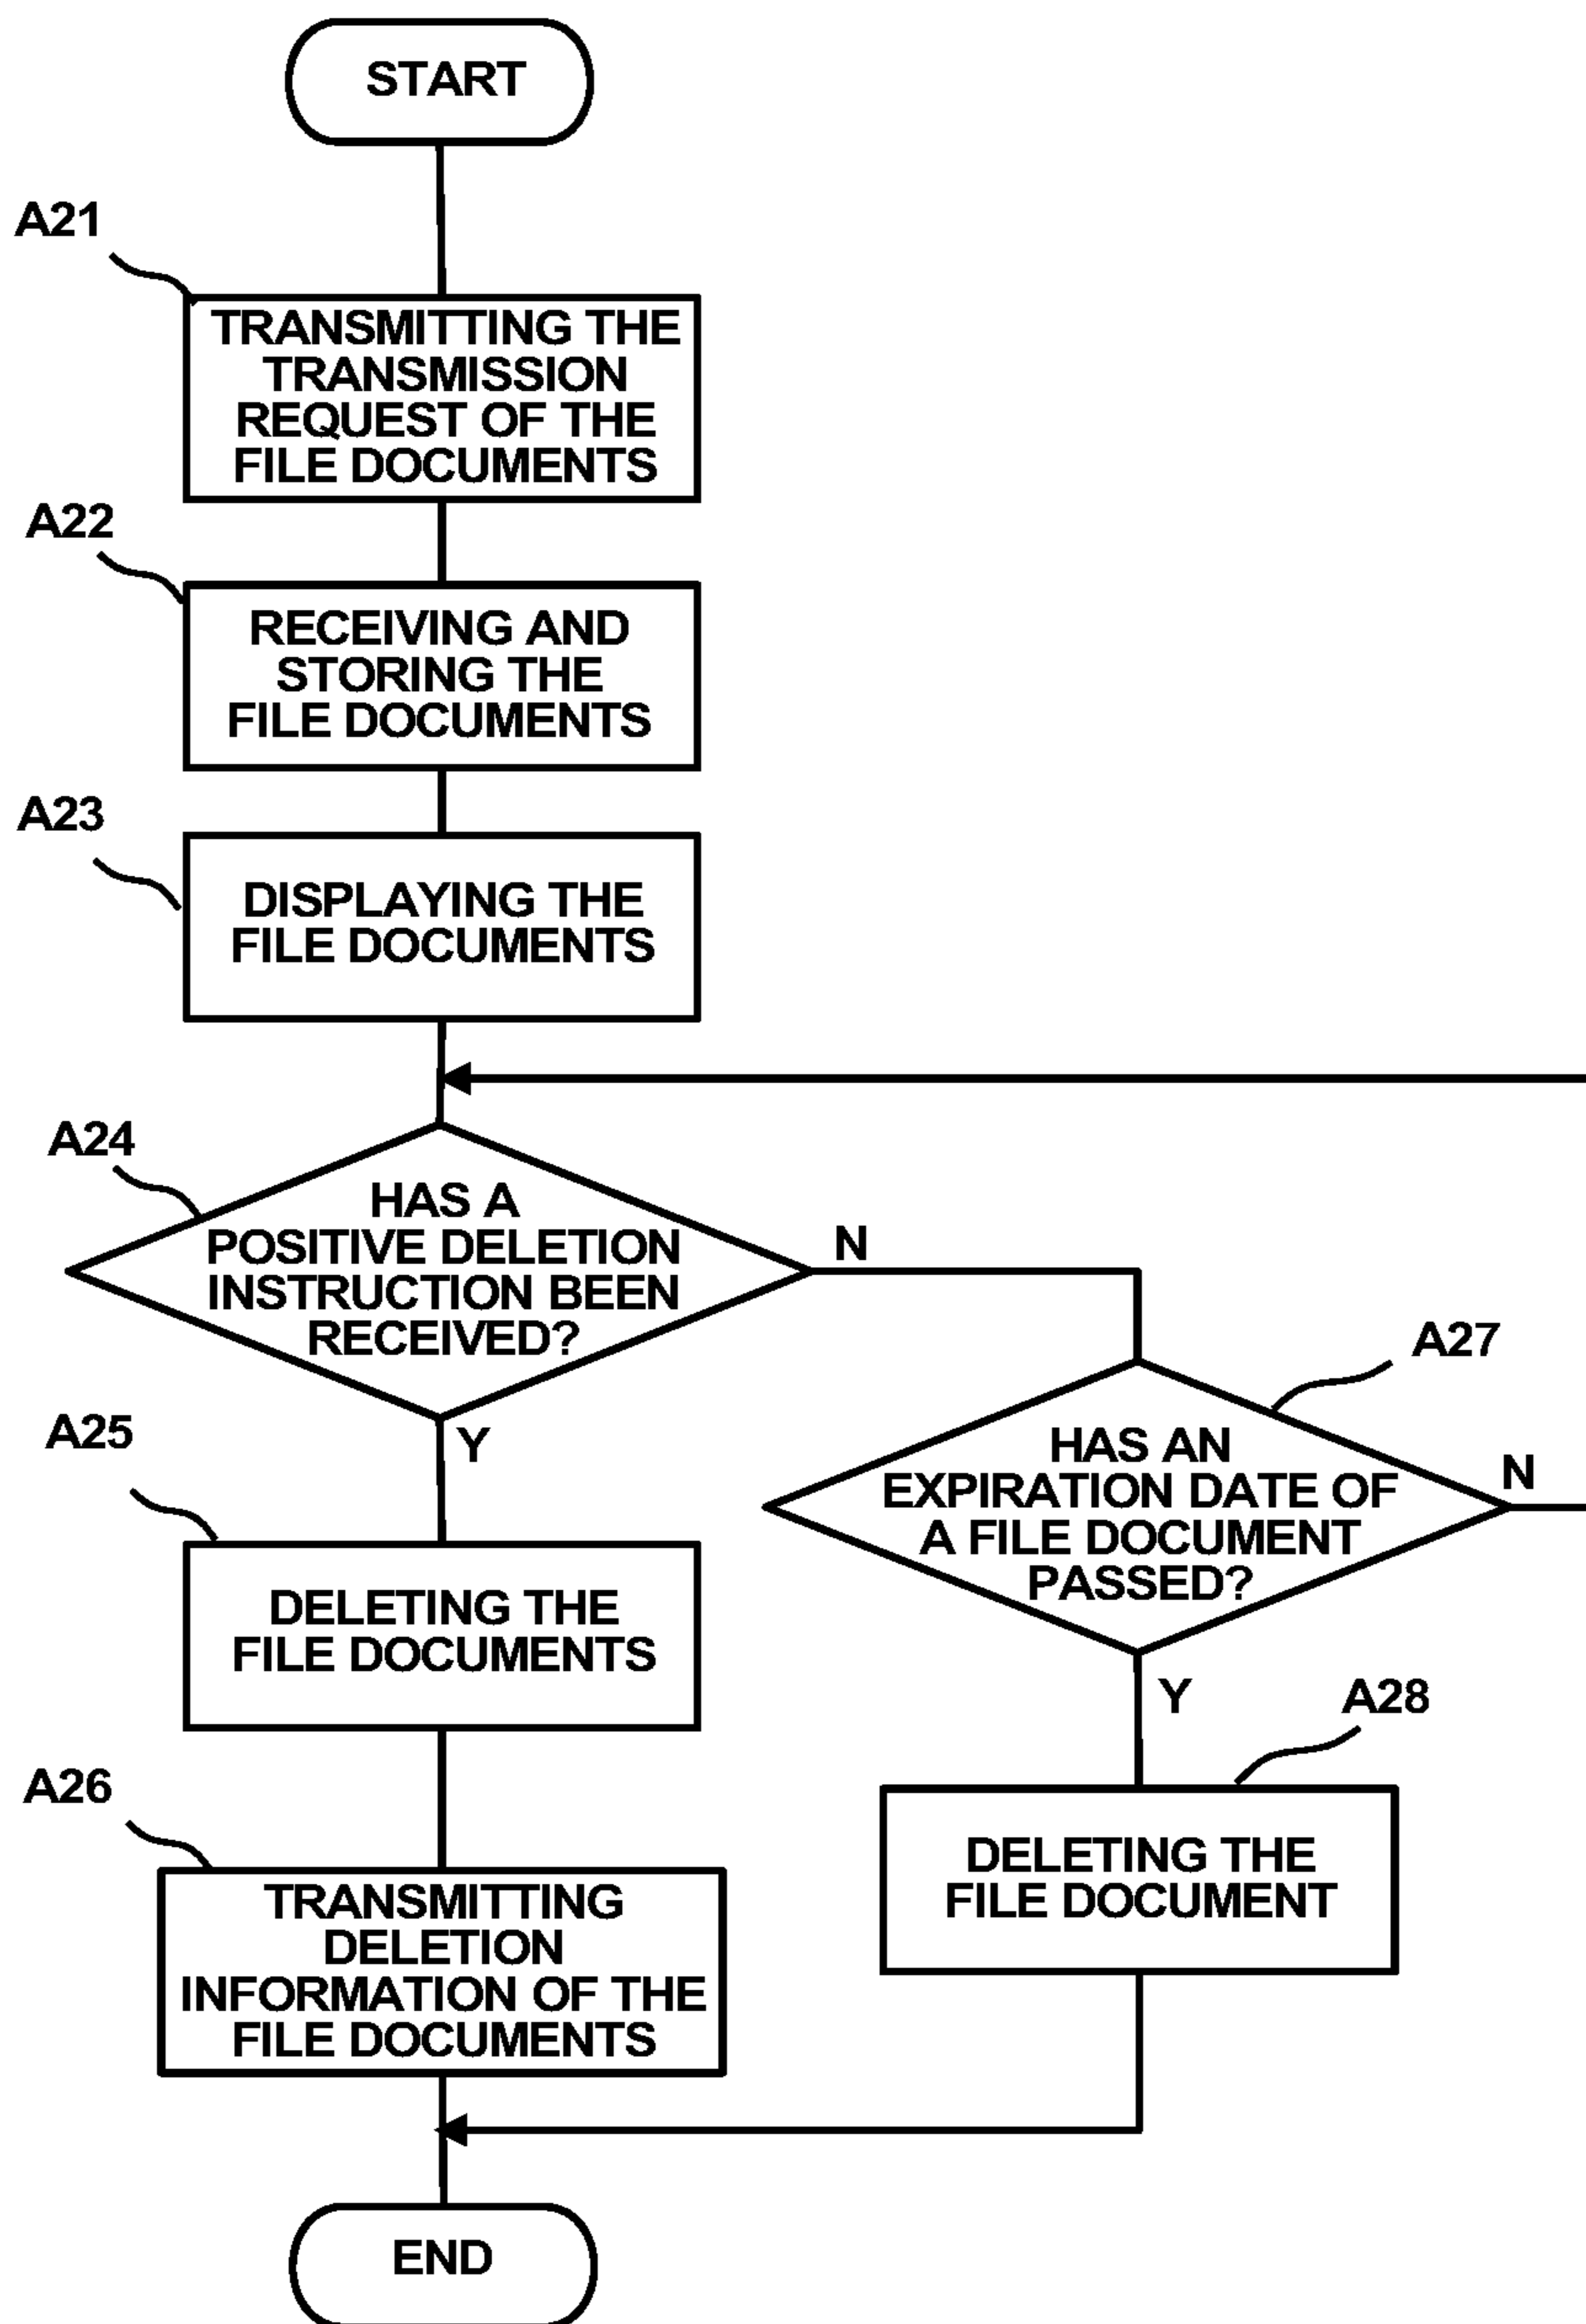 START
A21
TRANSMITTING THE
TRANSMISSION
REQUEST OF THE
FILE DOCUMENTS
A22
RECEIVING AND
STORING THE
FILE DOCUMENTS
A23
DISPLAYING THE
FILE DOCUMENTS
A24
HAS A
POSITIVE DELETION
INSTRUCTION BEEN
RECEIVED?
N
Y
A27
HAS AN
EXPIRATION DATE OF
A FILE DOCUMENT
PASSED?
N
Y
A25
DELETING THE
FILE DOCUMENTS
A28
DELETING THE
FILE DOCUMENT
A26
TRANSMITTING
DELETION
INFORMATION OF THE
FILE DOCUMENTS
END